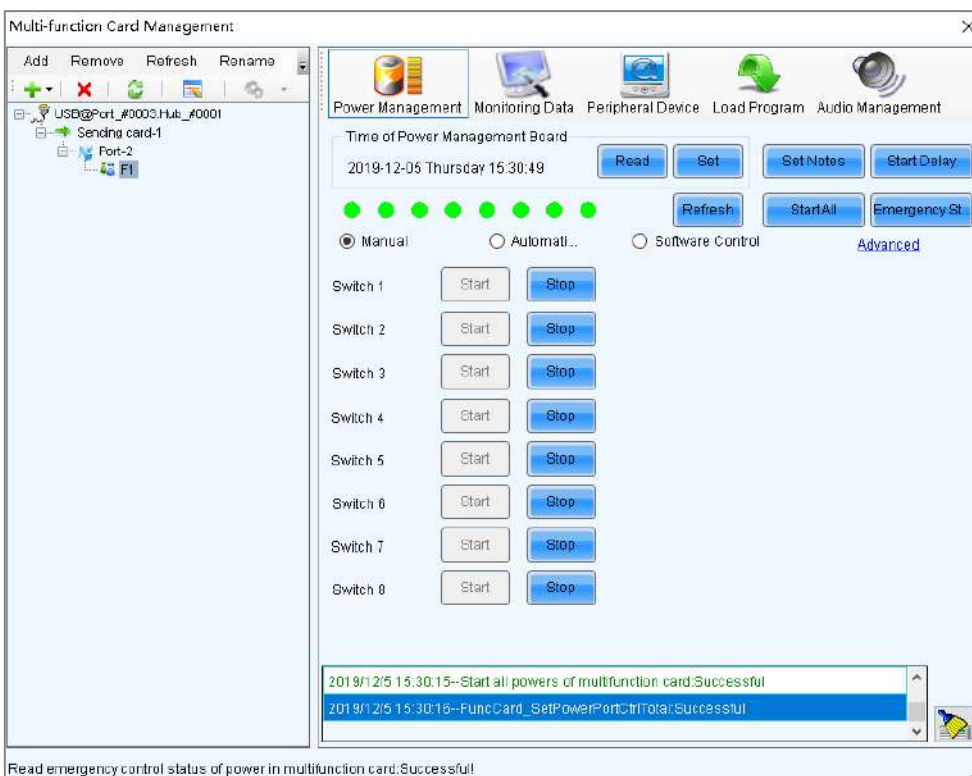 Multi-function Card Management
Add Remove Refresh Rename
USB@Port_#0003.Hub_#0001
Sending card-1
Port-2
F1
Power Management Monitoring Data Peripheral Device Load Program Audio Management
Time of Power Management Board
2019-12-05 Thursday 15:30:49
Read Set Set Notes Start Delay
Refresh Start All Emergency St..
Manual Automati... Software Control Advanced
Switch 1 Start Stop
Switch 2 Start Stop
Switch 3 Start Stop
Switch 4 Start Stop
Switch 5 Start Stop
Switch 6 Start Stop
Switch 7 Start Stop
Switch 8 Start Stop
2019/12/5 15:30:15--Start all powers of multifunction card:Successful
2019/12/5 15:30:16--FuncCard_SetPowerPortCtrlTotal:Successful
Read emergency control status of power in multifunction card:Successful!